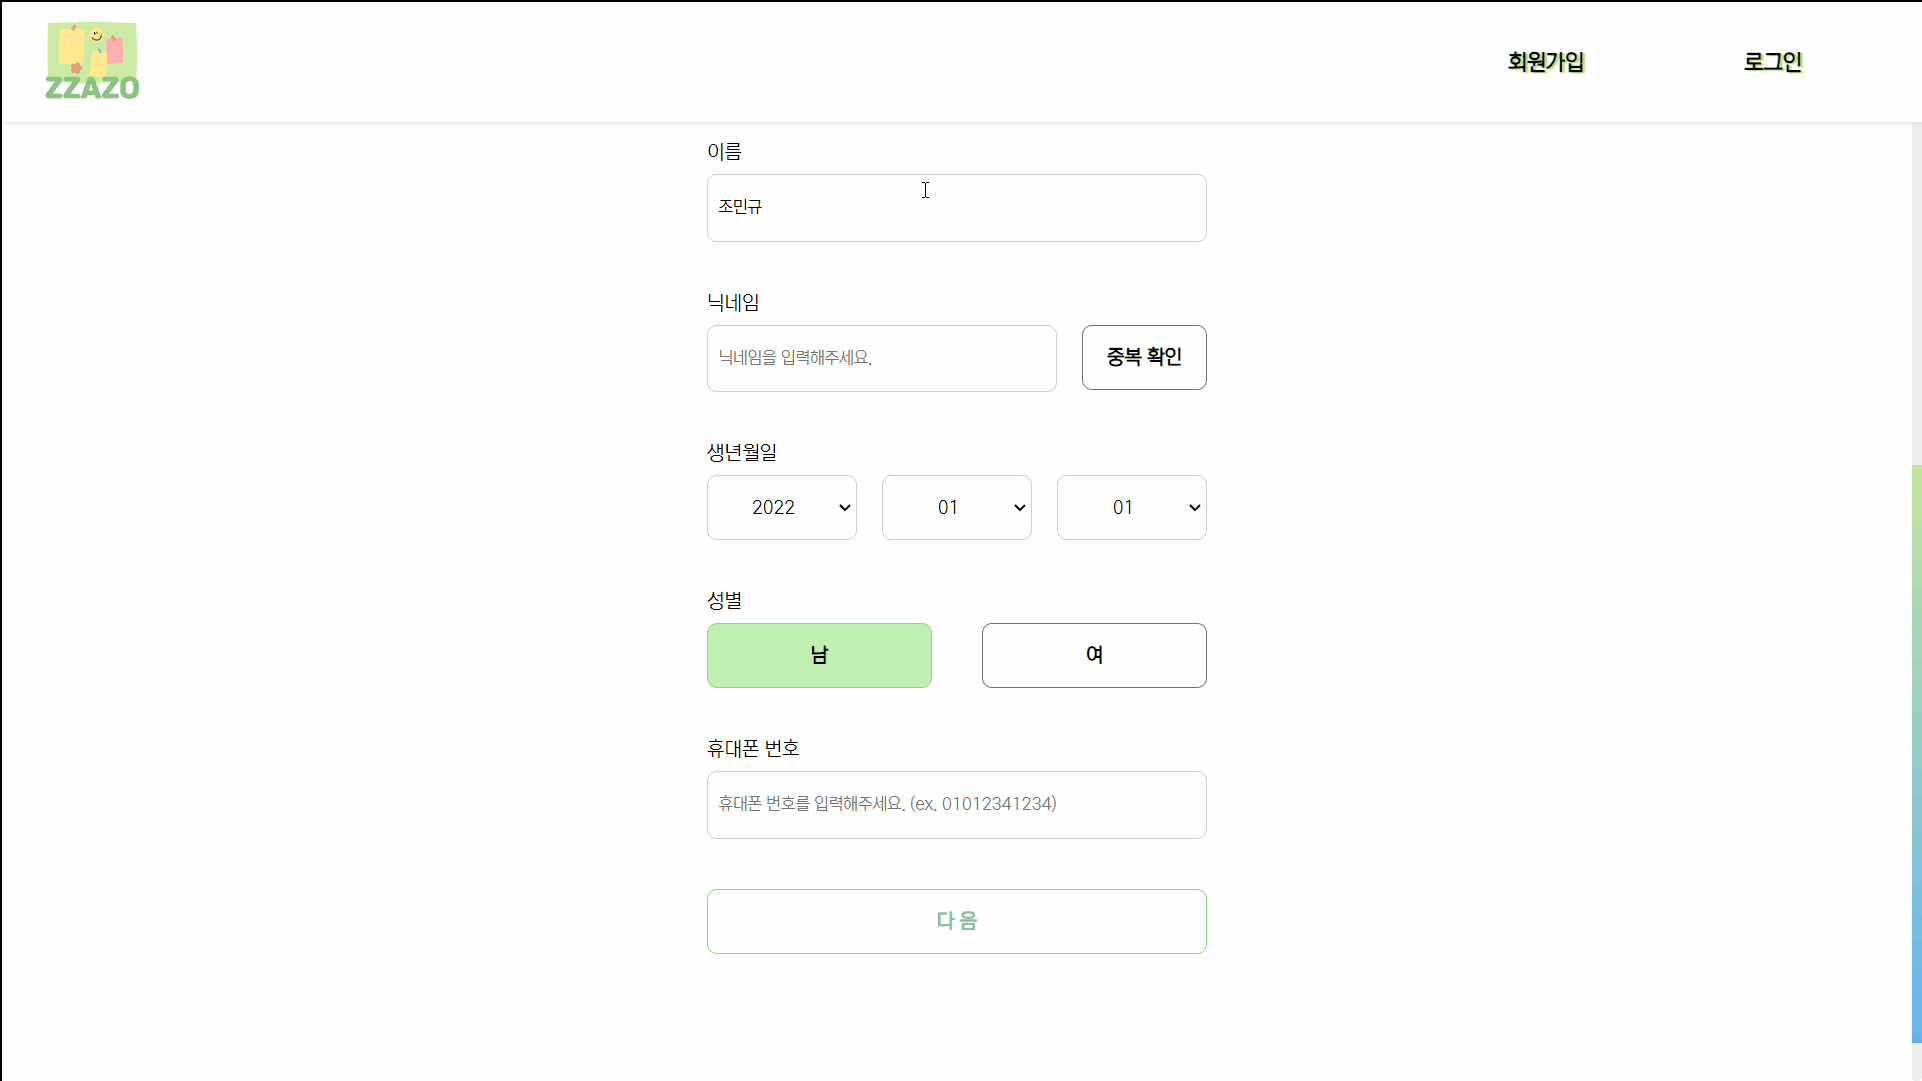 ZZAZO
회원가입
로그인
이름
조민규
닉네임
닉네임을 입력해주세요.
중복 확인
생년월일
2022
01
01
성별
남
여
휴대폰 번호
휴대폰 번호를 입력해주세요. (ex. 01012341234)
다음